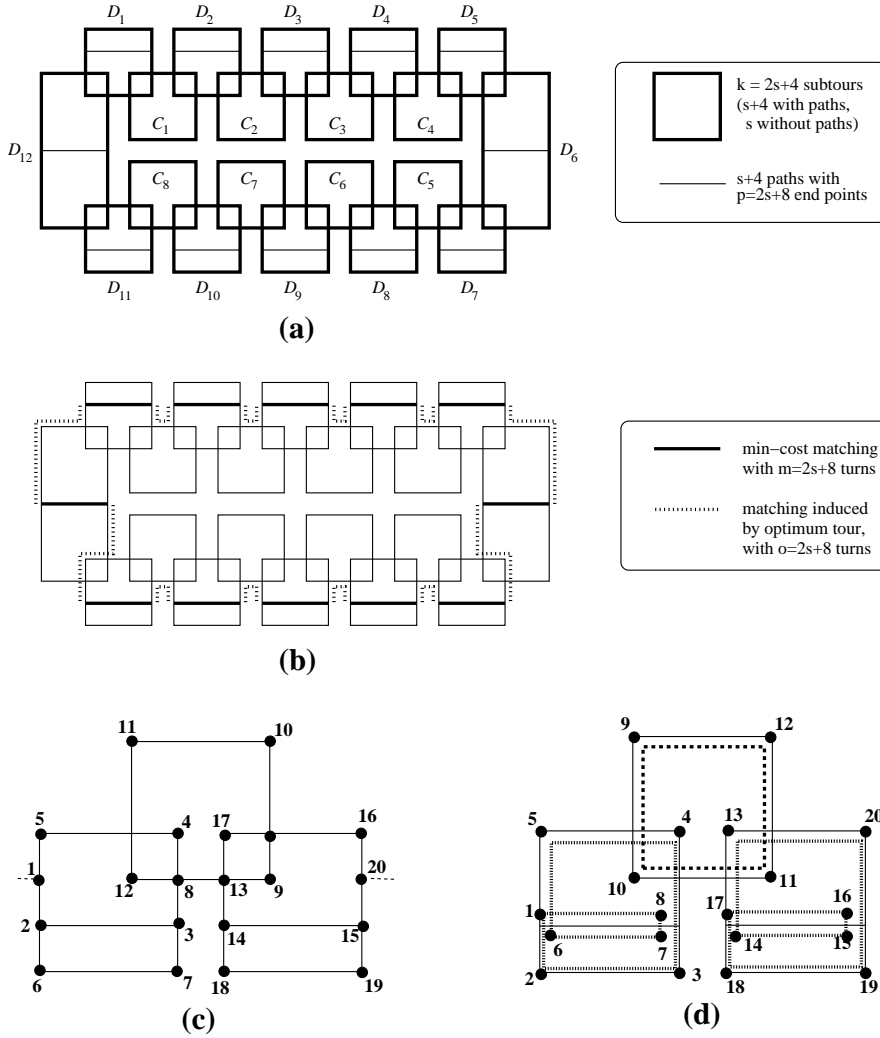 D1 D2 D3 D4 D5
k = 2s+4 subtours
(s+4 with paths,
s without paths)
C1 C2 C3 C4
D12 D6
C8 C7 C6 C5
s+4 paths with
p=2s+8 end points
D11 D10 D9 D8 D7
(a)
min−cost matching
with m=2s+8 turns
matching induced
by optimum tour,
with o=2s+8 turns
(b)
11 10
5 4 17 16
1 20
12 8 13 9
2 3 14 15
6 7 18 19
(c)
9 12
5 4 13 20
10 11
1 8 17 16
6 7 14 15
2 3 18 19
(d)